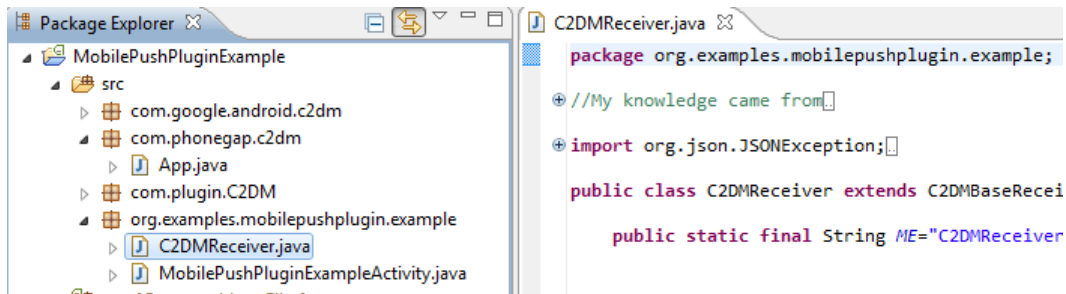 Package Explorer
MobilePushPluginExample
src
com.google.android.c2dm
com.phonegap.c2dm
App.java
com.plugin.C2DM
org.examples.mobilepushplugin.example
C2DMReceiver.java
MobilePushPluginExampleActivity.java
C2DMReceiver.java
package org.examples.mobilepushplugin.example;
//My knowledge came from
import org.json.JSONException;
public class C2DMReceiver extends C2DMBaseRecei
public static final String ME="C2DMReceiver